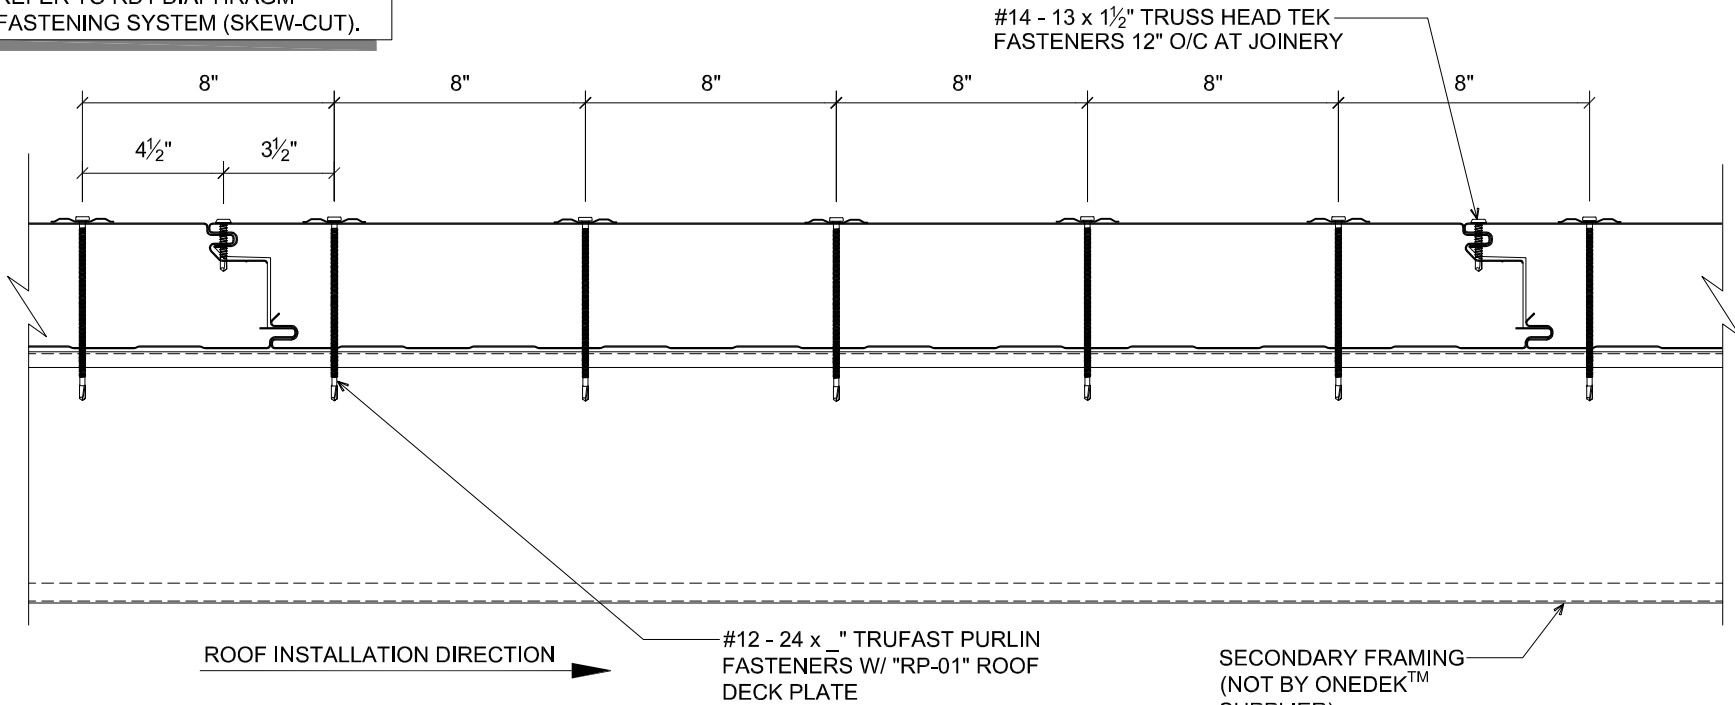 FASTENING SYSTEM (SKEW-CUT).
#14 - 13 x 1½" TRUSS HEAD TEK
FASTENERS 12" O/C AT JOINERY
8" 8" 8" 8" 8" 8"
4½" 3½"
ROOF INSTALLATION DIRECTION
#12 - 24 x _" TRUFAST PURLIN
FASTENERS W/ "RP-01" ROOF
DECK PLATE
SECONDARY FRAMING
(NOT BY ONEDEK™
SUPPLIER)